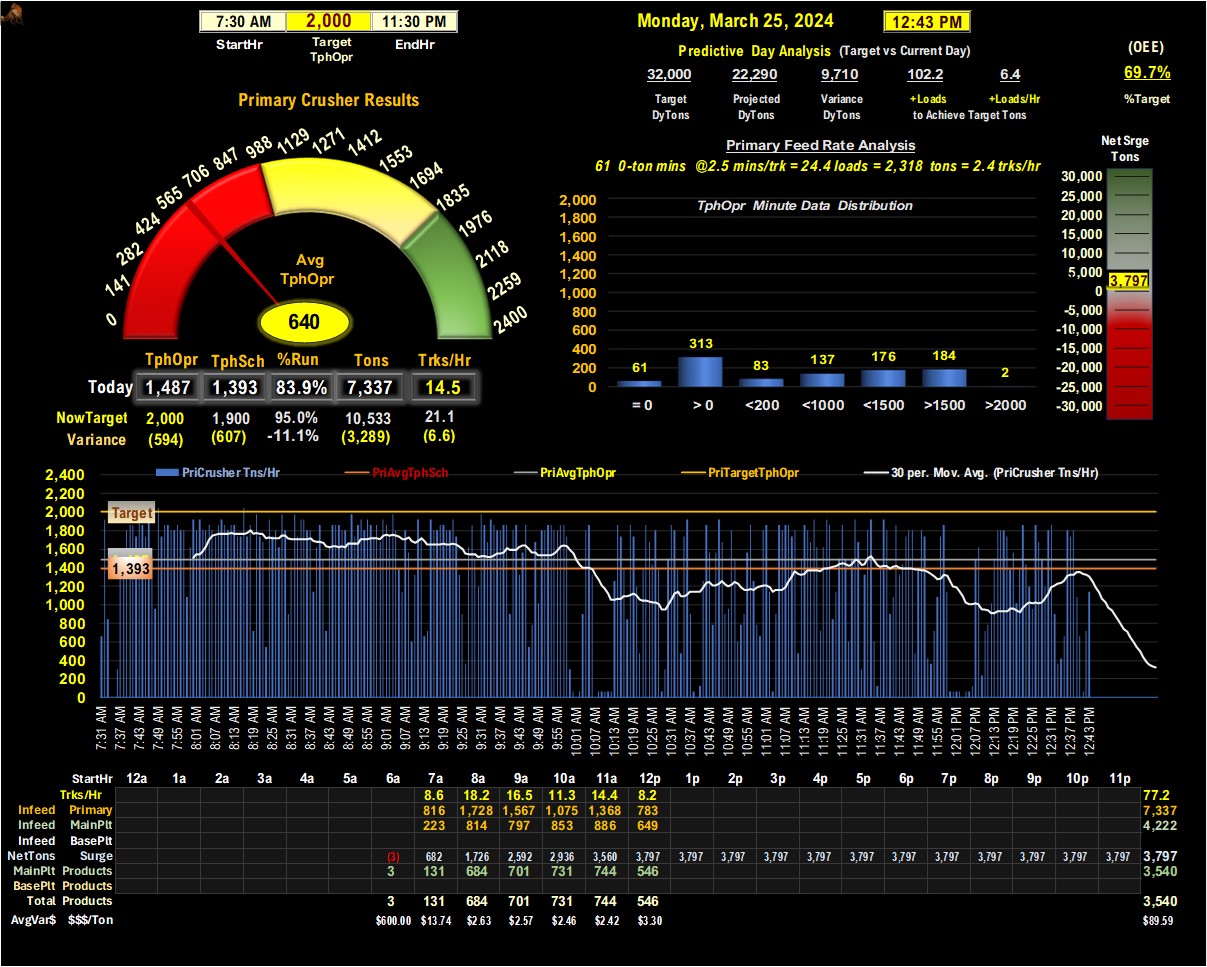 7:30 AM 2,000 11:30 PM
StartHr Target TphOpr EndHr
Monday, March 25, 2024 12:43 PM
Predictive Day Analysis (Target vs Current Day)
32,000 22,290 9,710 102.2 6.4
Target DyTons Projected DyTons Variance DyTons +Loads +Loads/Hr
to Achieve Target Tons
(OEE)
69.7%
%Target
Primary Crusher Results
0 141 282 424 565 706 847 988 1129 1271 1412 1553 1694 1835 1976 2118 2259 2400
Avg
TphOpr
640
TphOpr TphSch %Run Tons Trks/Hr
Today 1,487 1,393 83.9% 7,337 14.5
NowTarget 2,000 1,900 95.0% 10,533 21.1
Variance (594) (607) -11.1% (3,289) (6.6)
Primary Feed Rate Analysis
61 0-ton mins @2.5 mins/trk = 24.4 loads = 2,318 tons = 2.4 trks/hr
TphOpr Minute Data Distribution
2,000
1,800
1,600
1,400
1,200
1,000
800
600
400
200
0
61 313 83 137 176 184 2
= 0 > 0 <200 <1000 <1500 >1500 >2000
Net Srge
Tons
30,000
25,000
20,000
15,000
10,000
5,000
3,797
0
-5,000
-10,000
-15,000
-20,000
-25,000
-30,000
PriCrusher Tns/Hr PriAvgTphSch PriAvgTphOpr PriTargetTphOpr 30 per. Mov. Avg. (PriCrusher Tns/Hr)
2,400
2,200
2,000
1,800
1,600
1,400
1,200
1,000
800
600
400
200
0
Target
1,393
7:31 AM 7:37 AM 7:43 AM 7:49 AM 7:55 AM 8:01 AM 8:07 AM 8:13 AM 8:19 AM 8:25 AM 8:31 AM 8:37 AM 8:43 AM 8:49 AM 8:55 AM 9:01 AM 9:07 AM 9:13 AM 9:19 AM 9:25 AM 9:31 AM 9:37 AM 9:43 AM 9:49 AM 9:55 AM 10:01 AM 10:07 AM 10:13 AM 10:19 AM 10:25 AM 10:31 AM 10:37 AM 10:43 AM 10:49 AM 10:55 AM 11:01 AM 11:07 AM 11:13 AM 11:19 AM 11:25 AM 11:31 AM 11:37 AM 11:43 AM 11:49 AM 11:55 AM 12:01 PM 12:07 PM 12:13 PM 12:19 PM 12:25 PM 12:31 PM 12:37 PM 12:43 PM
StartHr 12a 1a 2a 3a 4a 5a 6a 7a 8a 9a 10a 11a 12p 1p 2p 3p 4p 5p 6p 7p 8p 9p 10p 11p
Trks/Hr 8.6 18.2 16.5 11.3 14.4 8.2 77.2
Infeed Primary 816 1,728 1,567 1,075 1,368 783 7,337
Infeed MainPlt 223 814 797 853 886 649 4,222
Infeed BasePlt
NetTons Surge (3) 682 1,726 2,592 2,936 3,560 3,797 3,797 3,797 3,797 3,797 3,797 3,797 3,797 3,797 3,797 3,797 3,797 3,797
MainPlt Products 3 131 684 701 731 744 546 3,540
BasePlt Products
Total Products 3 131 684 701 731 744 546 3,540
AvgVar$ $$$/Ton $600.00 $13.74 $2.63 $2.57 $2.46 $2.42 $3.30 $89.59